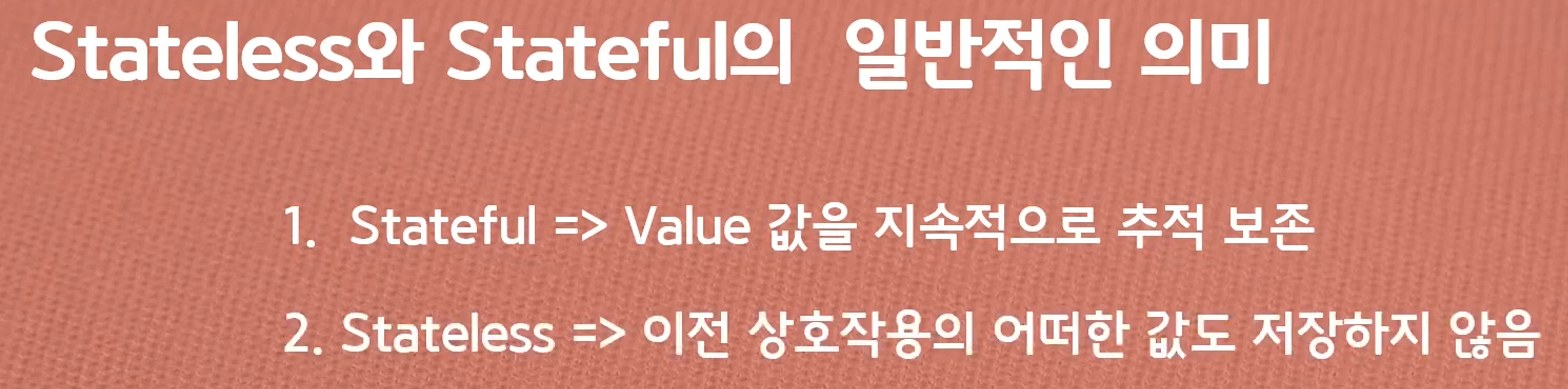 Stateless와 Stateful의 일반적인 의미
1. Stateful => Value 값을 지속적으로 추적 보존
2. Stateless => 이전 상호작용의 어떠한 값도 저장하지 않음